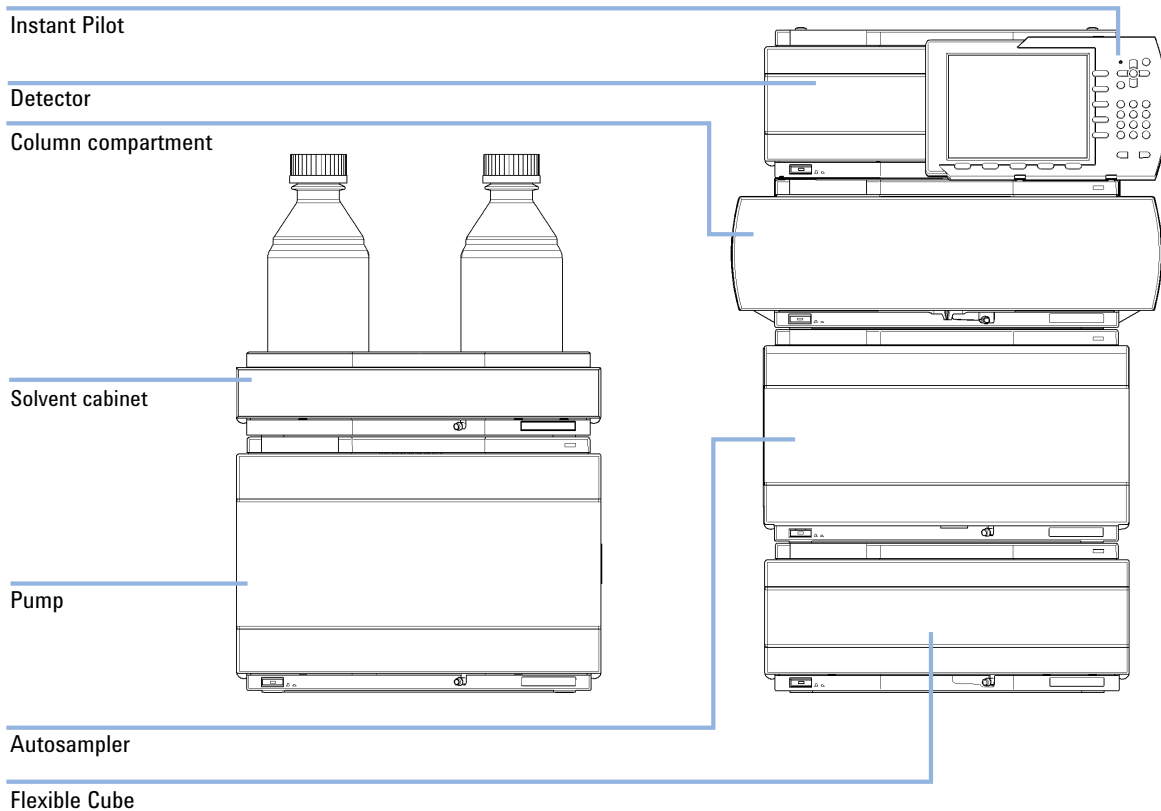 Instant Pilot
Detector
Column compartment
Solvent cabinet
Pump
Autosampler
Flexible Cube